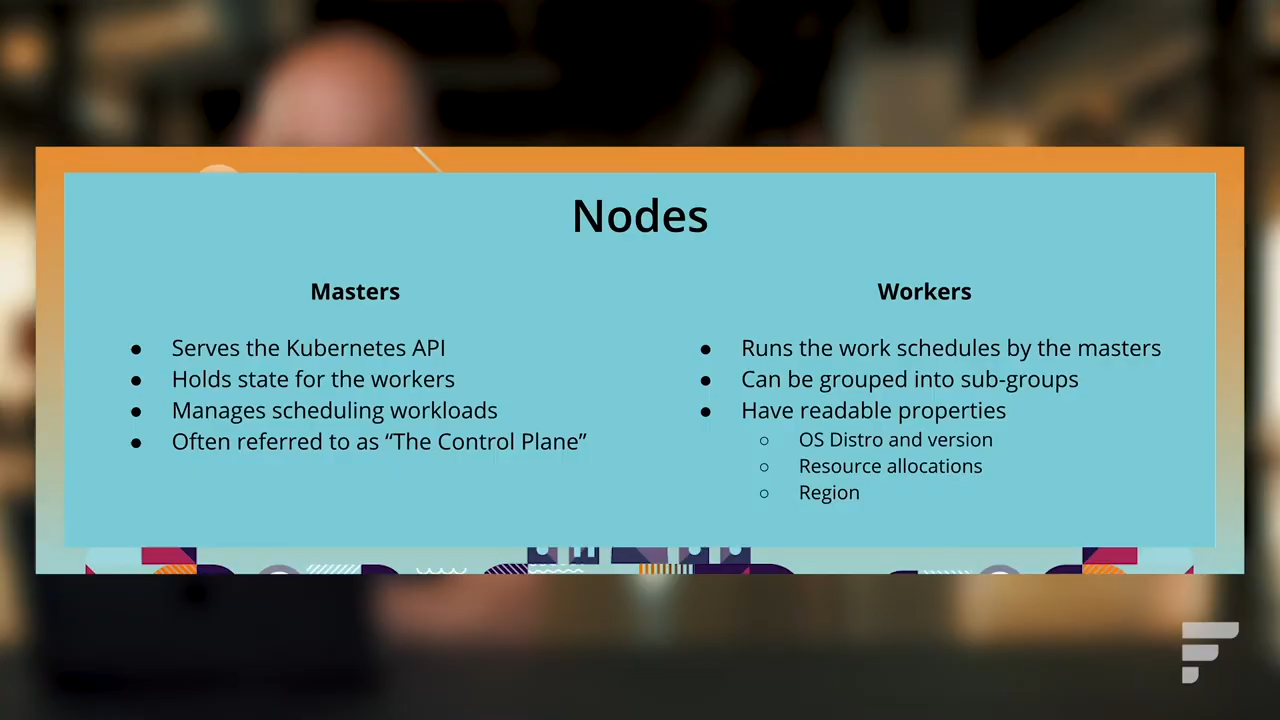 Nodes
Masters
● Serves the Kubernetes API
● Holds state for the workers
● Manages scheduling workloads
● Often referred to as “The Control Plane”
Workers
● Runs the work schedules by the masters
● Can be grouped into sub-groups
● Have readable properties
○ OS Distro and version
○ Resource allocations
○ Region